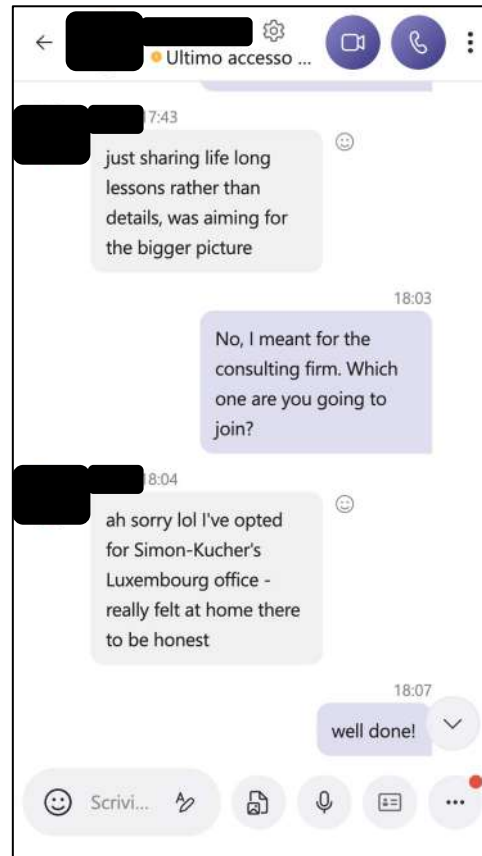 Ultimo accesso ...
17:43
just sharing life long
lessons rather than
details, was aiming for
the bigger picture
18:03
No, I meant for the
consulting firm. Which
one are you going to
join?
18:04
ah sorry lol I've opted
for Simon-Kucher's
Luxembourg office -
really felt at home there
to be honest
18:07
well done!
Scrivi...